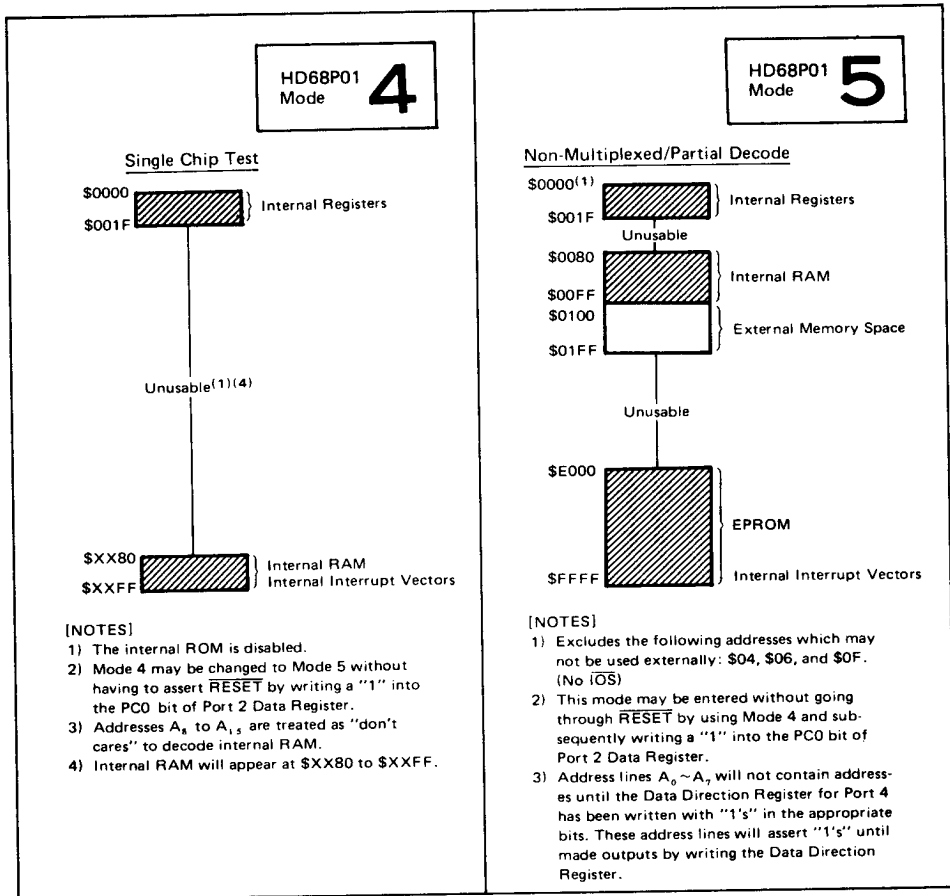 HD68P01
Mode 4
Single Chip Test
$0000
Internal Registers
$001F
Unusable(1)(4)
$XX80
Internal RAM
$XXFF
Internal Interrupt Vectors
[NOTES]
1) The internal ROM is disabled.
2) Mode 4 may be changed to Mode 5 without
having to assert RESET by writing a "1" into
the PC0 bit of Port 2 Data Register.
3) Addresses A8 to A15 are treated as "don't
cares" to decode internal RAM.
4) Internal RAM will appear at $XX80 to $XXFF.
HD68P01
Mode 5
Non-Multiplexed/Partial Decode
$0000(1)
Internal Registers
$001F
Unusable
$0080
Internal RAM
$00FF
$0100
External Memory Space
$01FF
Unusable
$E000
EPROM
$FFFF
Internal Interrupt Vectors
[NOTES]
1) Excludes the following addresses which may
not be used externally: $04, $06, and $0F.
(No IOS)
2) This mode may be entered without going
through RESET by using Mode 4 and sub-
sequently writing a "1" into the PC0 bit of
Port 2 Data Register.
3) Address lines A0~A7 will not contain address-
es until the Data Direction Register for Port 4
has been written with "1's" in the appropriate
bits. These address lines will assert "1's" until
made outputs by writing the Data Direction
Register.